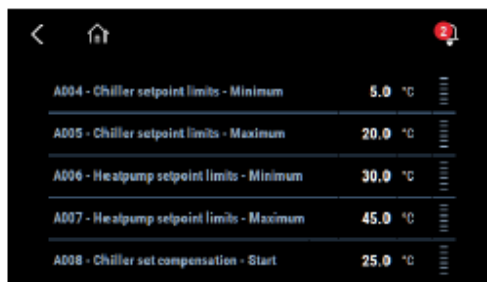 2
A004 - Chiller setpoint limits - Minimum 5.0 °C
A005 - Chiller setpoint limits - Maximum 20.0 °C
A006 - Heatpump setpoint limits - Minimum 30.0 °C
A007 - Heatpump setpoint limits - Maximum 45.0 °C
A008 - Chiller set compensation - Start 25.0 °C